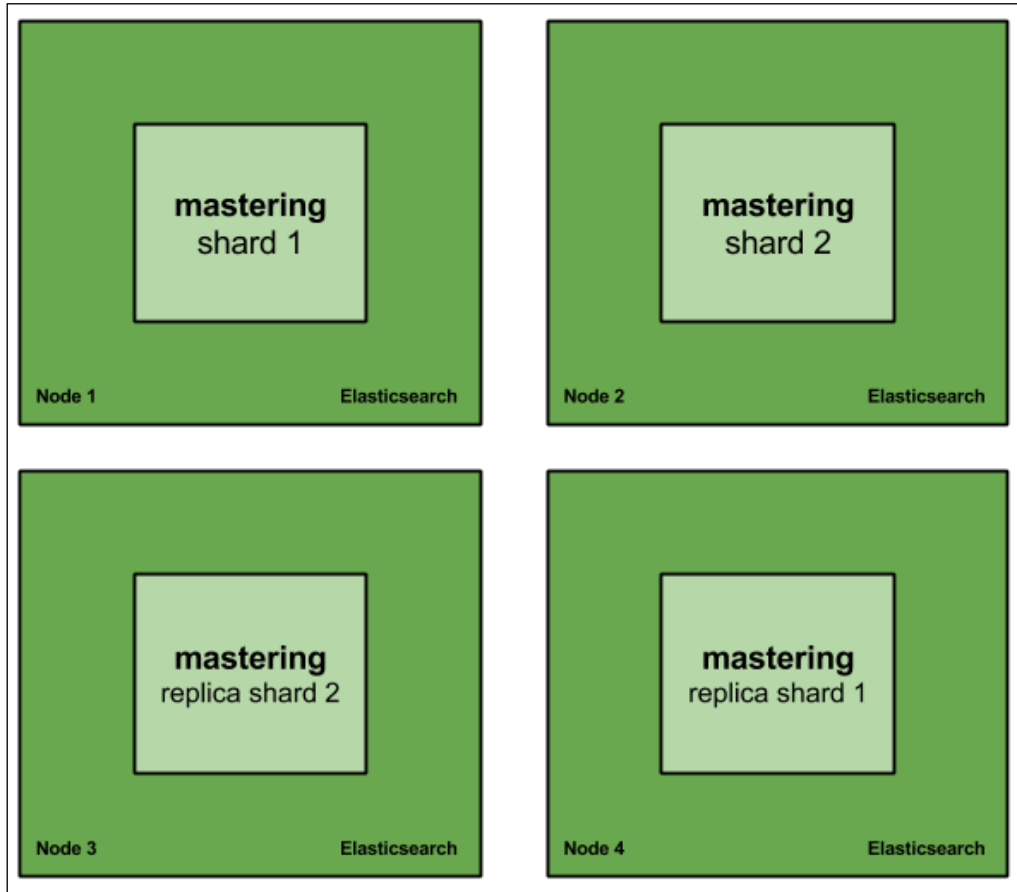 mastering
shard 1
Node 1
Elasticsearch
mastering
shard 2
Node 2
Elasticsearch
mastering
replica shard 2
Node 3
Elasticsearch
mastering
replica shard 1
Node 4
Elasticsearch